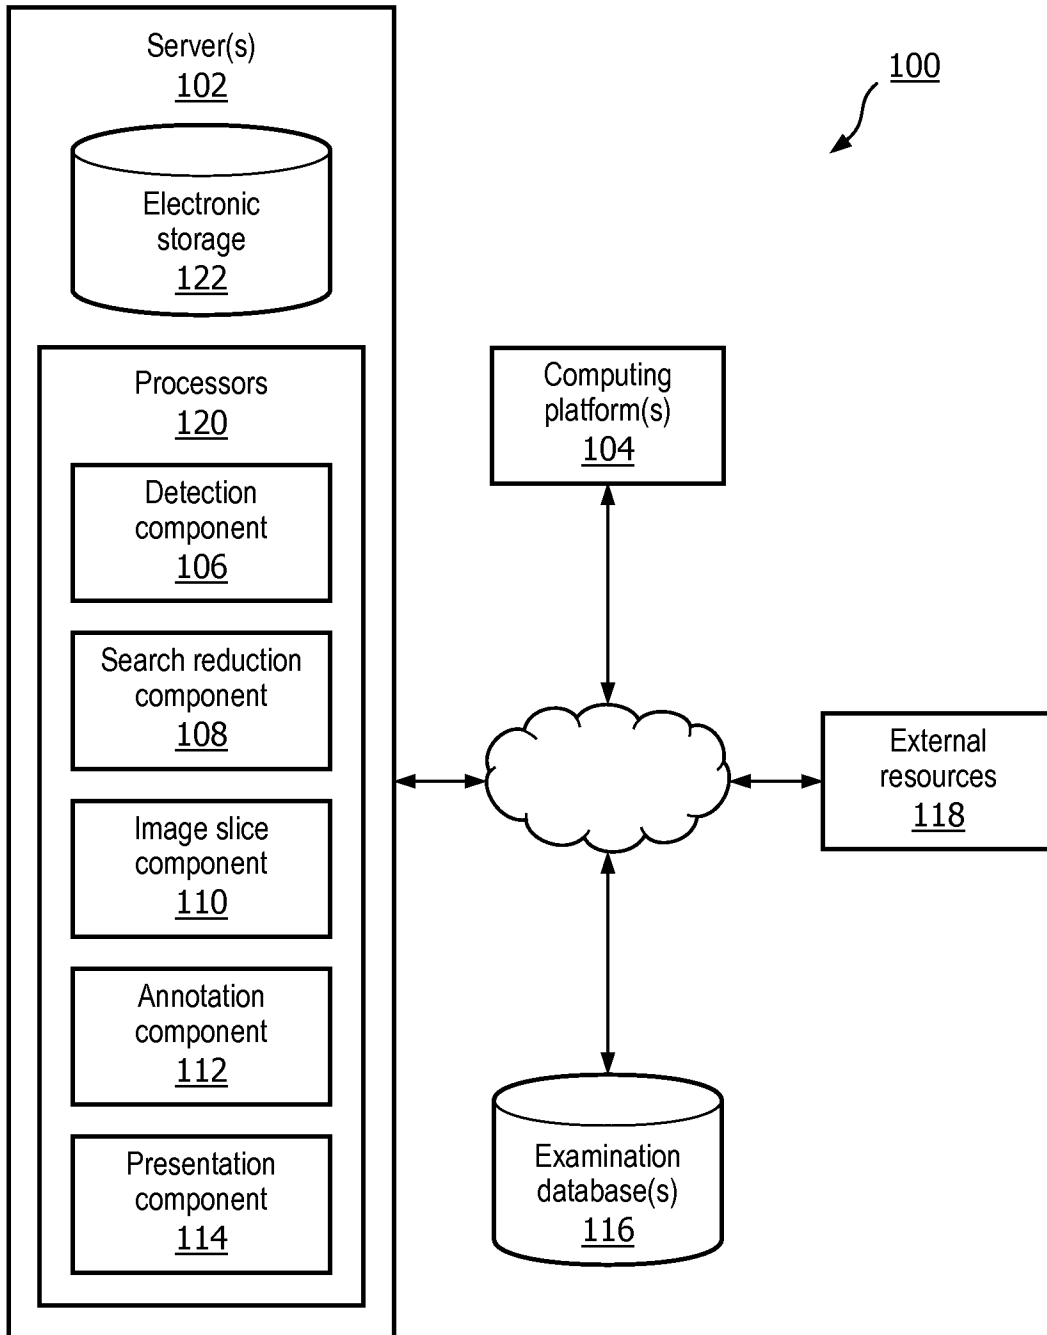 Server(s)
102
100
Electronic
storage
122
Processors
120
Detection
component
106
Search reduction
component
108
Image slice
component
110
Annotation
component
112
Presentation
component
114
Computing
platform(s)
104
External
resources
118
Examination
database(s)
116